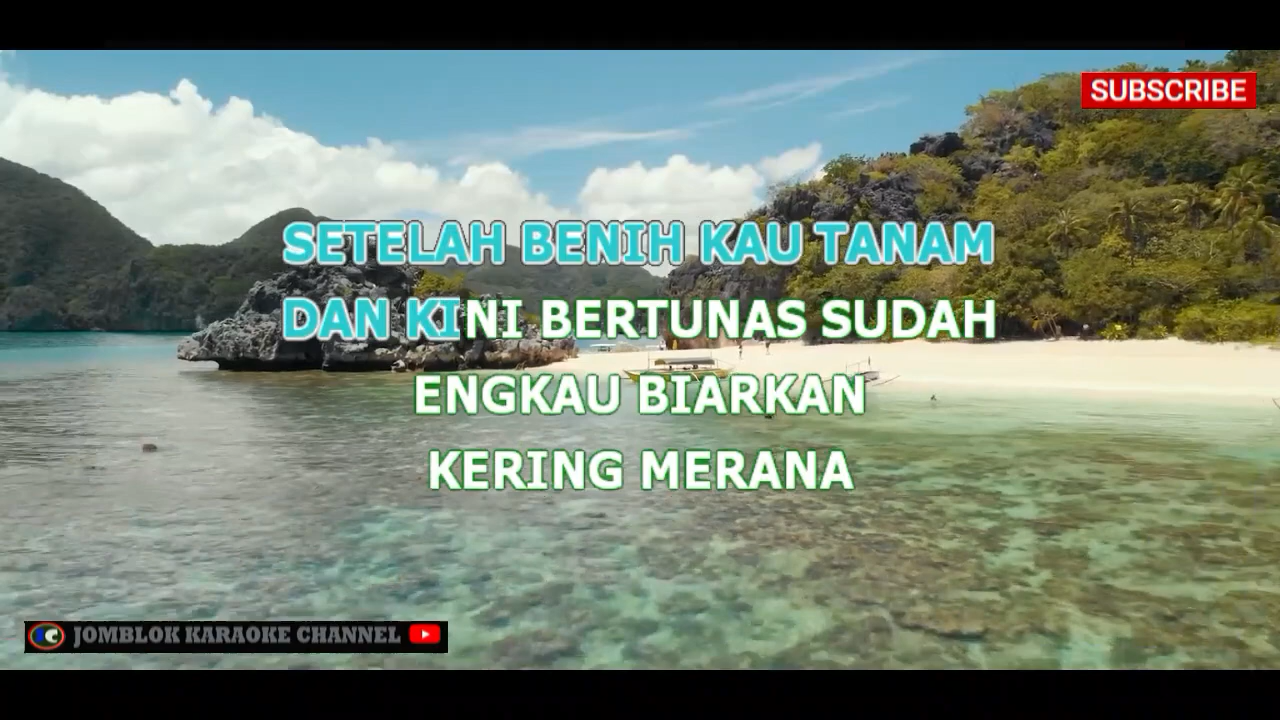 SUBSCRIBE
SETELAH BENIH KAU TANAM
DAN KINI BERTUNAS SUDAH
ENGKAU BIARKAN
KERING MERANA
JOMBLOK KARAOKE CHANNEL